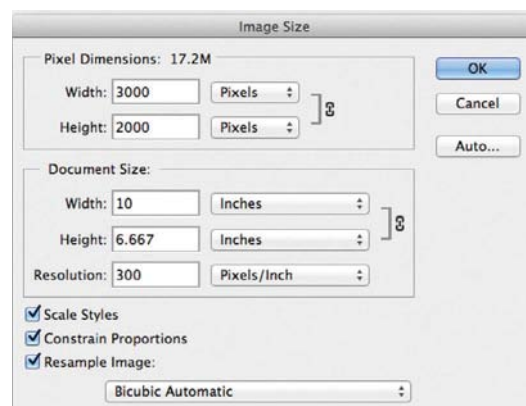 Image Size
Pixel Dimensions: 17.2M
Width: 3000 Pixels
Height: 2000 Pixels
OK
Cancel
Auto...
Document Size:
Width: 10 Inches
Height: 6.667 Inches
Resolution: 300 Pixels/Inch
Scale Styles
Constrain Proportions
Resample Image:
Bicubic Automatic